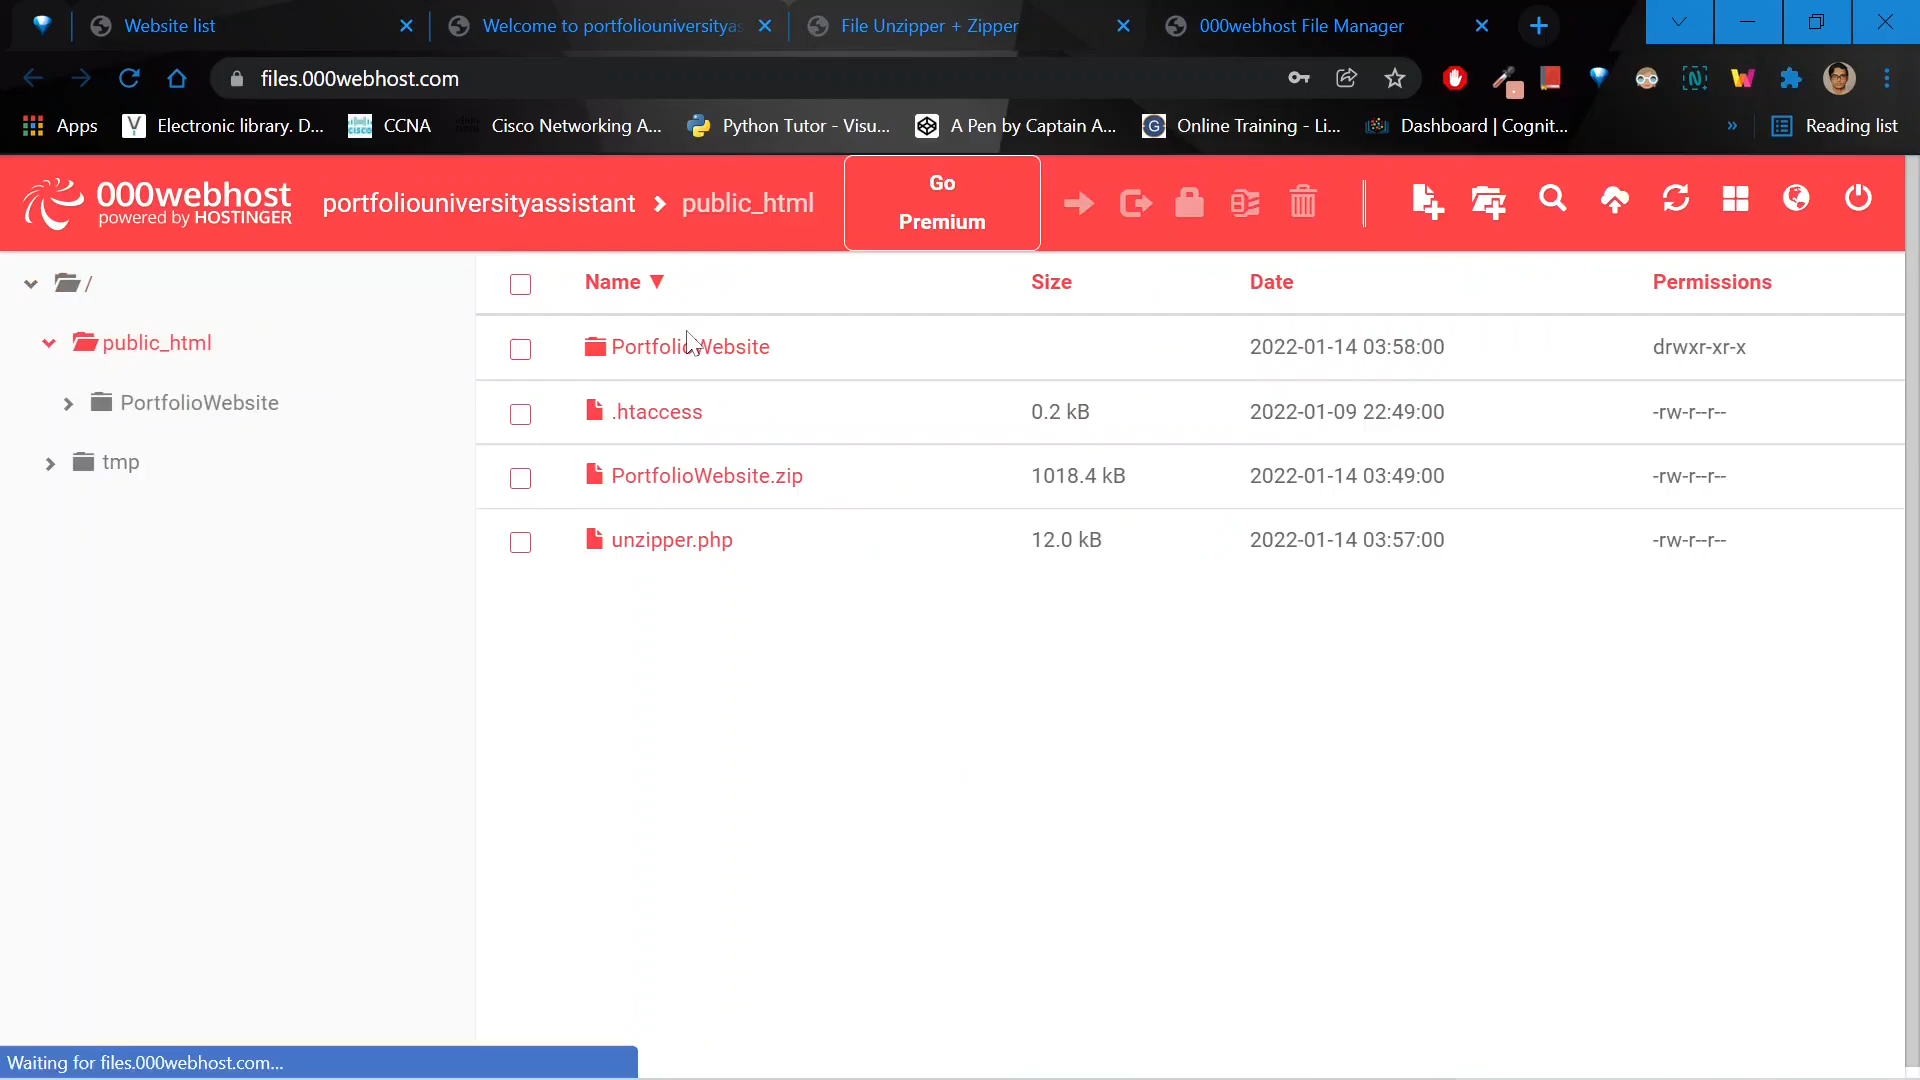 Website list
Welcome to portfoliouniversityas
File Unzipper + Zipper
000webhost File Manager
files.000webhost.com
Apps
Electronic library. D...
CCNA
Cisco Networking A...
Python Tutor - Visu...
A Pen by Captain A...
Online Training - Li...
Dashboard | Cognit...
»
Reading list
000webhost
powered by HOSTINGER
portfoliouniversityassistant > public_html
Go
Premium
/
public_html
PortfolioWebsite
tmp
Name ▼ Size Date Permissions
PortfolioWebsite 2022-01-14 03:58:00 drwxr-xr-x
.htaccess 0.2 kB 2022-01-09 22:49:00 -rw-r--r--
PortfolioWebsite.zip 1018.4 kB 2022-01-14 03:49:00 -rw-r--r--
unzipper.php 12.0 kB 2022-01-14 03:57:00 -rw-r--r--
Waiting for files.000webhost.com...